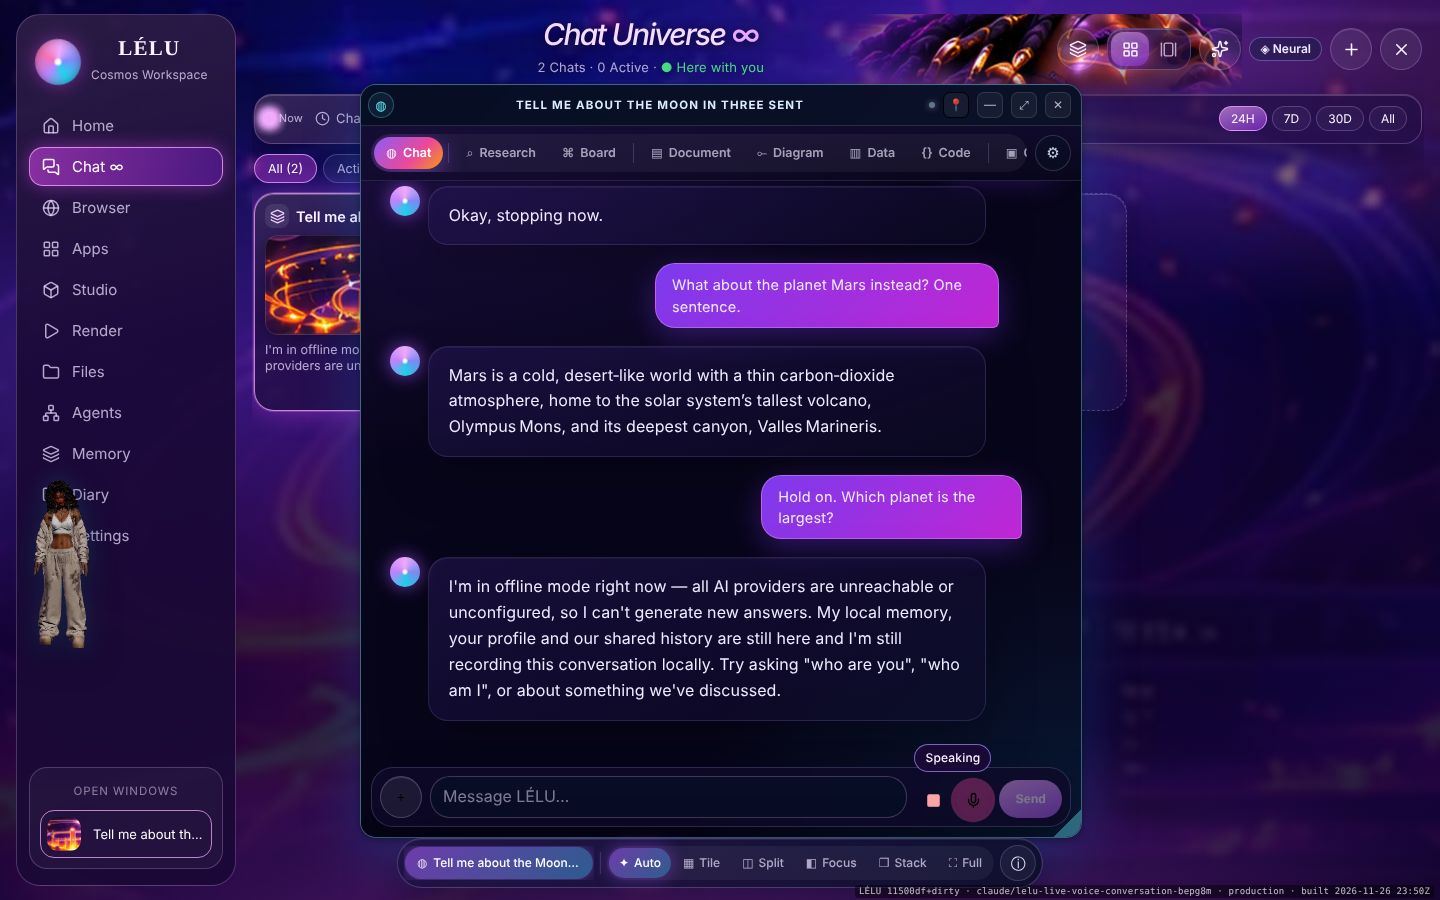 LÉLU
Cosmos Workspace
Home
Chat ∞
Browser
Apps
Studio
Render
Files
Agents
Memory
Diary
ettings
OPEN WINDOWS
Tell me about th...
Chat Universe ∞
2 Chats · 0 Active · ● Here with you
◈ Neural
Now
Cha
24H
7D
30D
All
All (2)
Acti
Tell me al
I'm in offline mo
providers are un
TELL ME ABOUT THE MOON IN THREE SENT
Chat
Research
Board
Document
Diagram
Data
{} Code
Okay, stopping now.
What about the planet Mars instead? One
sentence.
Mars is a cold, desert-like world with a thin carbon-dioxide
atmosphere, home to the solar system’s tallest volcano,
Olympus Mons, and its deepest canyon, Valles Marineris.
Hold on. Which planet is the
largest?
I'm in offline mode right now — all AI providers are unreachable or
unconfigured, so I can't generate new answers. My local memory,
your profile and our shared history are still here and I'm still
recording this conversation locally. Try asking "who are you", "who
am I", or about something we've discussed.
Speaking
Message LÉLU...
Send
Tell me about the Moon...
Auto
Tile
Split
Focus
Stack
Full
LÉLU 11500df+dirty · claude/lelu-live-voice-conversation-bepg8m · production · built 2026-11-26 23:50Z